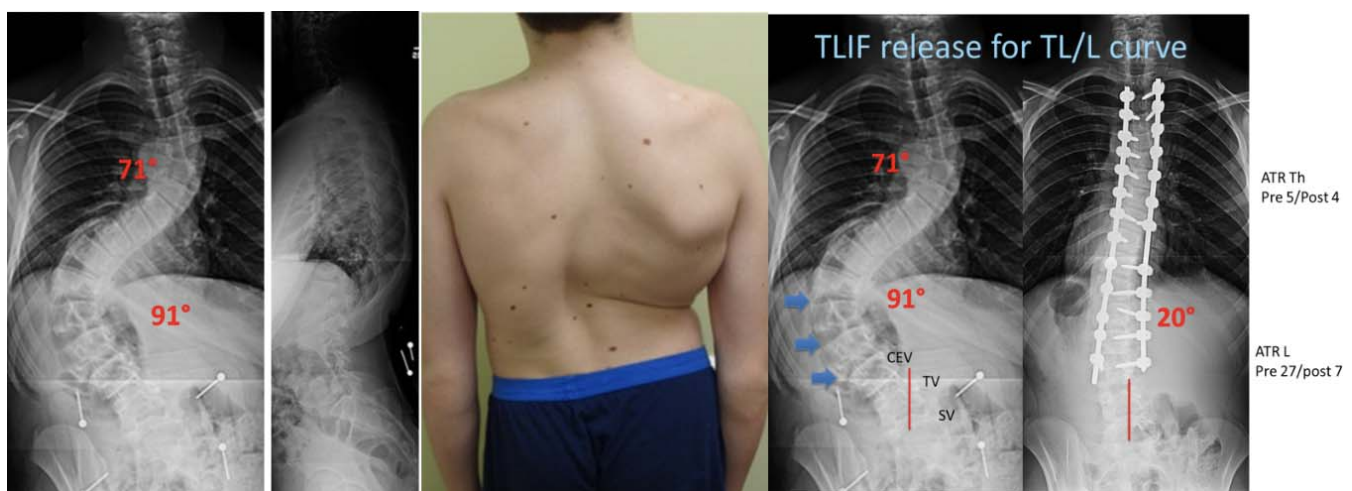 71°
91°
TLIF release for TL/L curve
71°
91°
CEV
TV
SV
20°
ATR Th
Pre 5/Post 4
ATR L
Pre 27/post 7